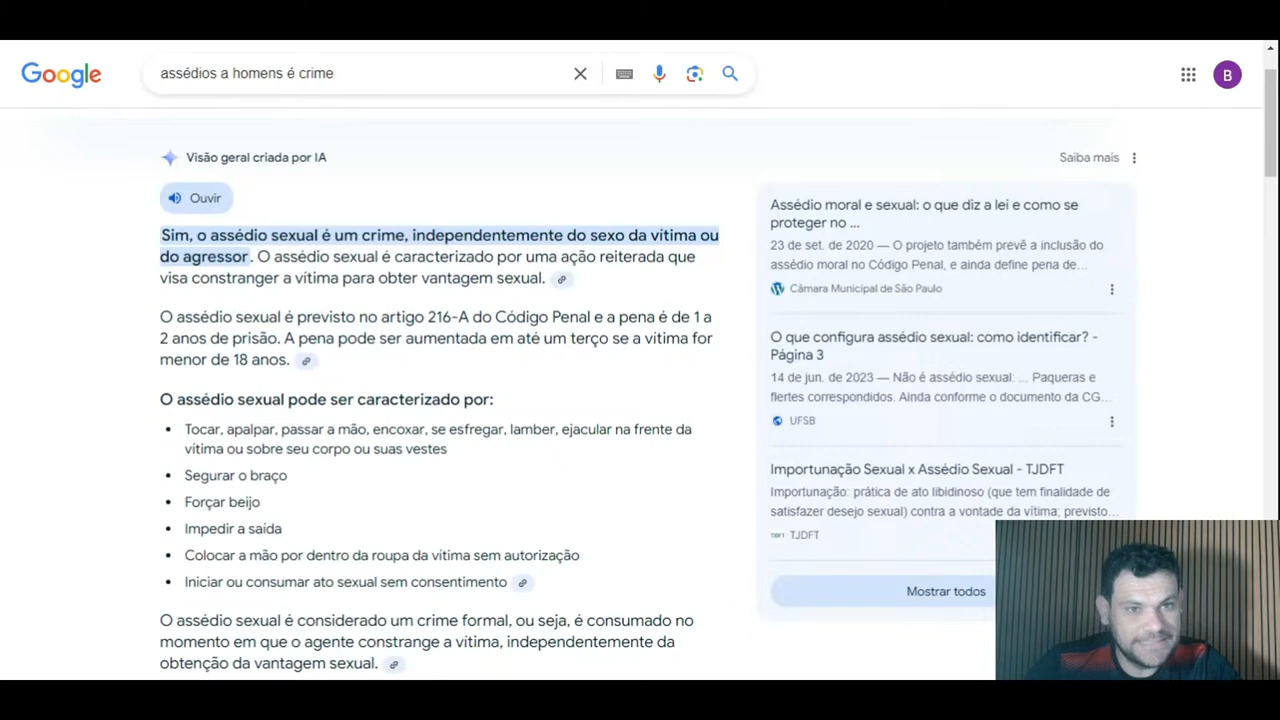 Google
assédios a homens é crime
B
Visão geral criada por IA
Saiba mais
Ouvir
Sim, o assédio sexual é um crime, independentemente do sexo da vítima ou
do agressor. O assédio sexual é caracterizado por uma ação reiterada que
visa constranger a vítima para obter vantagem sexual.
O assédio sexual é previsto no artigo 216-A do Código Penal e a pena é de 1 a
2 anos de prisão. A pena pode ser aumentada em até um terço se a vítima for
menor de 18 anos.
O assédio sexual pode ser caracterizado por:
• Tocar, apalpar, passar a mão, encoxar, se esfregar, lamber, ejacular na frente da
vítima ou sobre seu corpo ou suas vestes
• Segurar o braço
• Forçar beijo
• Impedir a saída
• Colocar a mão por dentro da roupa da vítima sem autorização
• Iniciar ou consumar ato sexual sem consentimento
O assédio sexual é considerado um crime formal, ou seja, é consumado no
momento em que o agente constrange a vítima, independentemente da
obtenção da vantagem sexual.
Assédio moral e sexual: o que diz a lei e como se
proteger no ...
23 de set. de 2020 — O projeto também prevê a inclusão do
assédio moral no Código Penal, e ainda define pena de...
Câmara Municipal de São Paulo
O que configura assédio sexual: como identificar? -
Página 3
14 de jun. de 2023 — Não é assédio sexual: ... Paqueras e
flertes correspondidos. Ainda conforme o documento da CG...
UFSB
Importunação Sexual x Assédio Sexual - TJDFT
Importunação: prática de ato libidinoso (que tem finalidade de
satisfazer desejo sexual) contra a vontade da vítima; previsto...
TJDFT
Mostrar todos